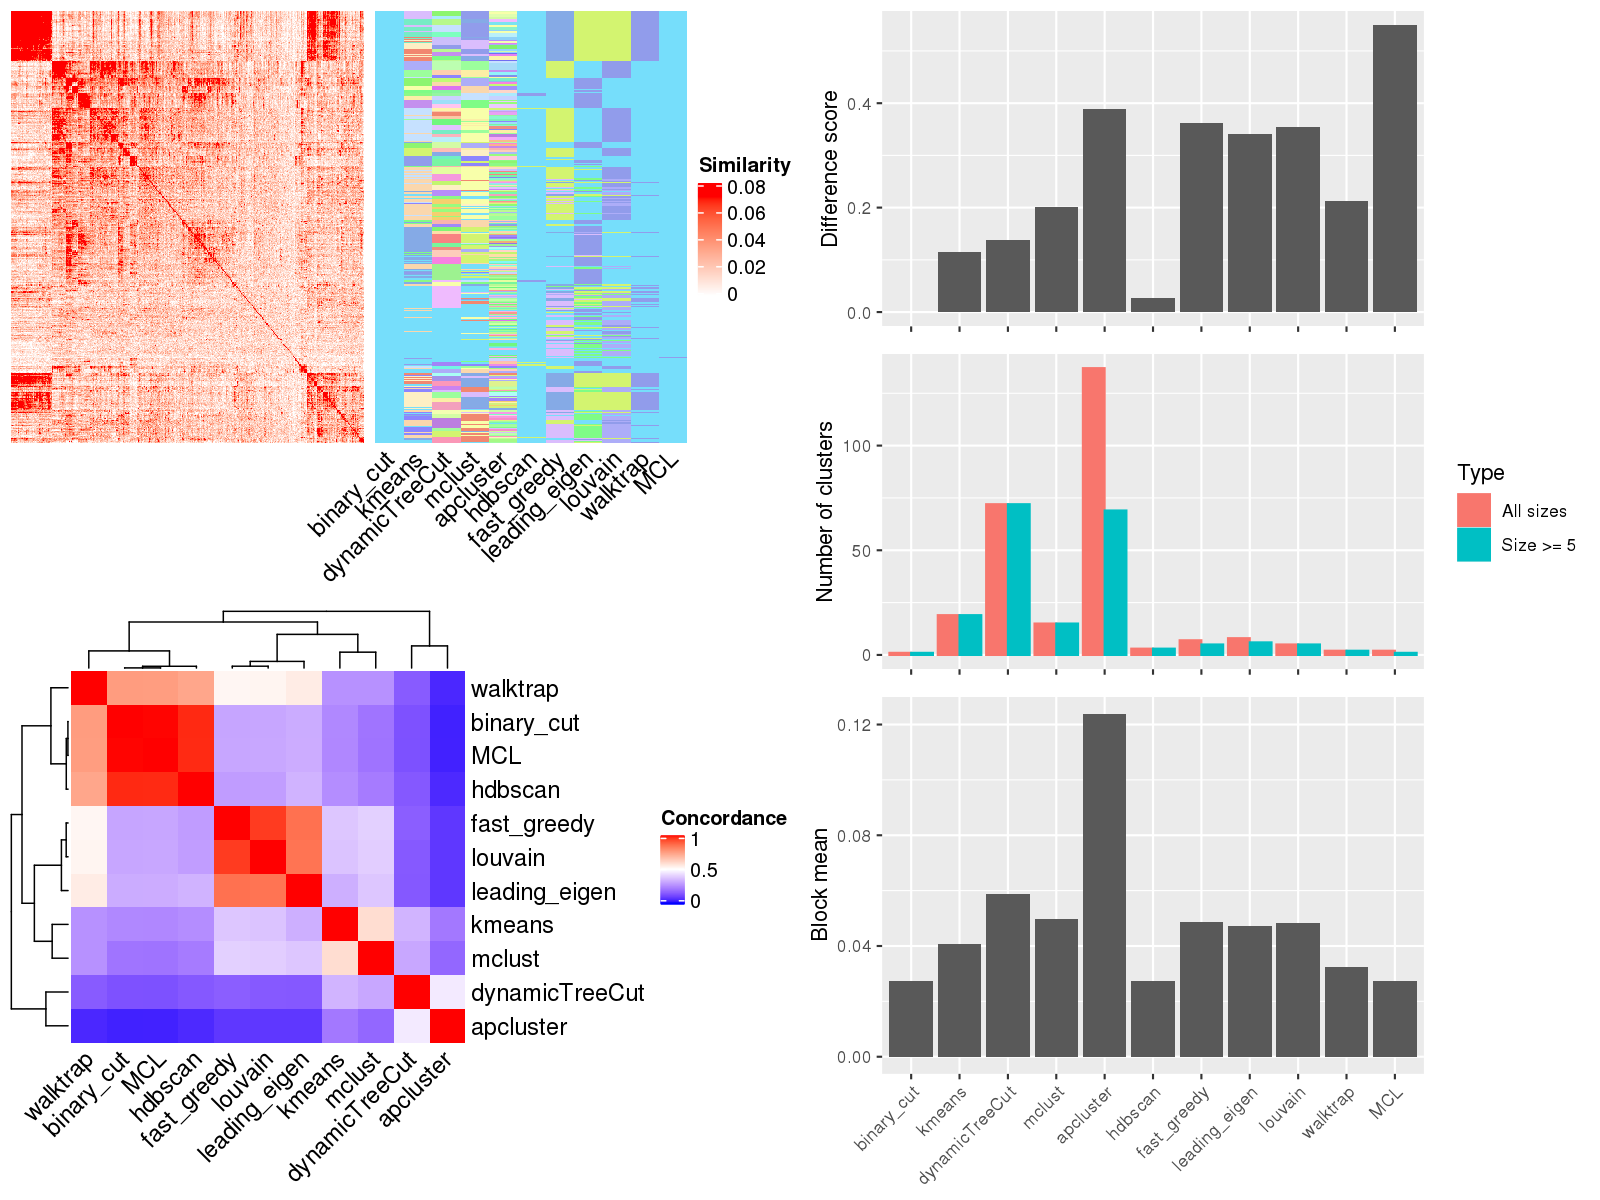 Similarity
0.08
0.06
0.04
0.02
0
binary_cut
kmeans
dynamicTreeCut
mclust
apcluster
hdbscan
fast_greedy
leading_eigen
louvain
walktrap
MCL
walktrap
binary_cut
MCL
hdbscan
fast_greedy
louvain
leading_eigen
kmeans
mclust
dynamicTreeCut
apcluster
walktrap
binary_cut
MCL
hdbscan
fast_greedy
louvain
leading_eigen
kmeans
mclust
dynamicTreeCut
apcluster
Concordance
1
0.5
0
Difference score
0.4
0.2
0.0
Number of clusters
100
50
0
Type
All sizes
Size >= 5
Block mean
0.12
0.08
0.04
0.00
binary_cut
kmeans
dynamicTreeCut
mclust
apcluster
hdbscan
fast_greedy
leading_eigen
louvain
walktrap
MCL